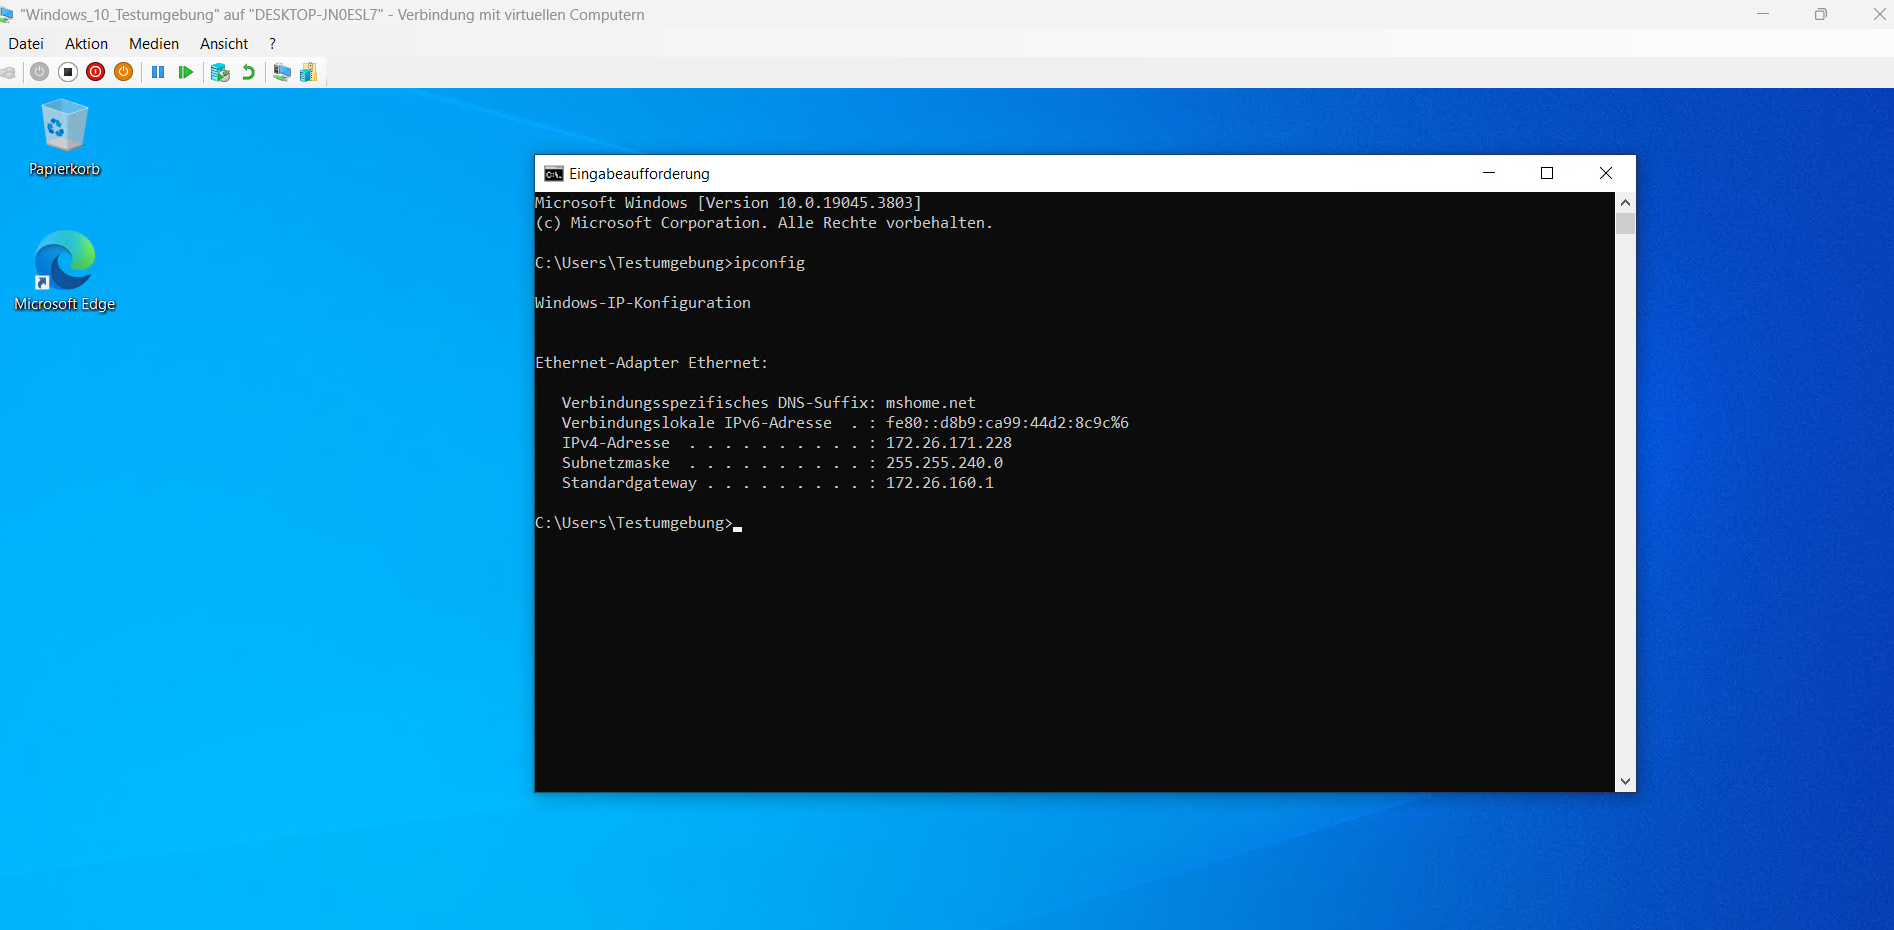 "Windows_10_Testumgebung" auf "DESKTOP-JN0ESL7" - Verbindung mit virtuellen Computern
Datei Aktion Medien Ansicht ?
Papierkorb
Microsoft Edge
Eingabeaufforderung
Microsoft Windows [Version 10.0.19045.3803]
(c) Microsoft Corporation. Alle Rechte vorbehalten.
C:\Users\Testumgebung>ipconfig
Windows-IP-Konfiguration
Ethernet-Adapter Ethernet:
Verbindungsspezifisches DNS-Suffix: mshome.net
Verbindungslokale IPv6-Adresse  . : fe80::d8b9:ca99:44d2:8c9c%6
IPv4-Adresse  . . . . . . . . . . : 172.26.171.228
Subnetzmaske  . . . . . . . . . . : 255.255.240.0
Standardgateway . . . . . . . . . : 172.26.160.1
C:\Users\Testumgebung>